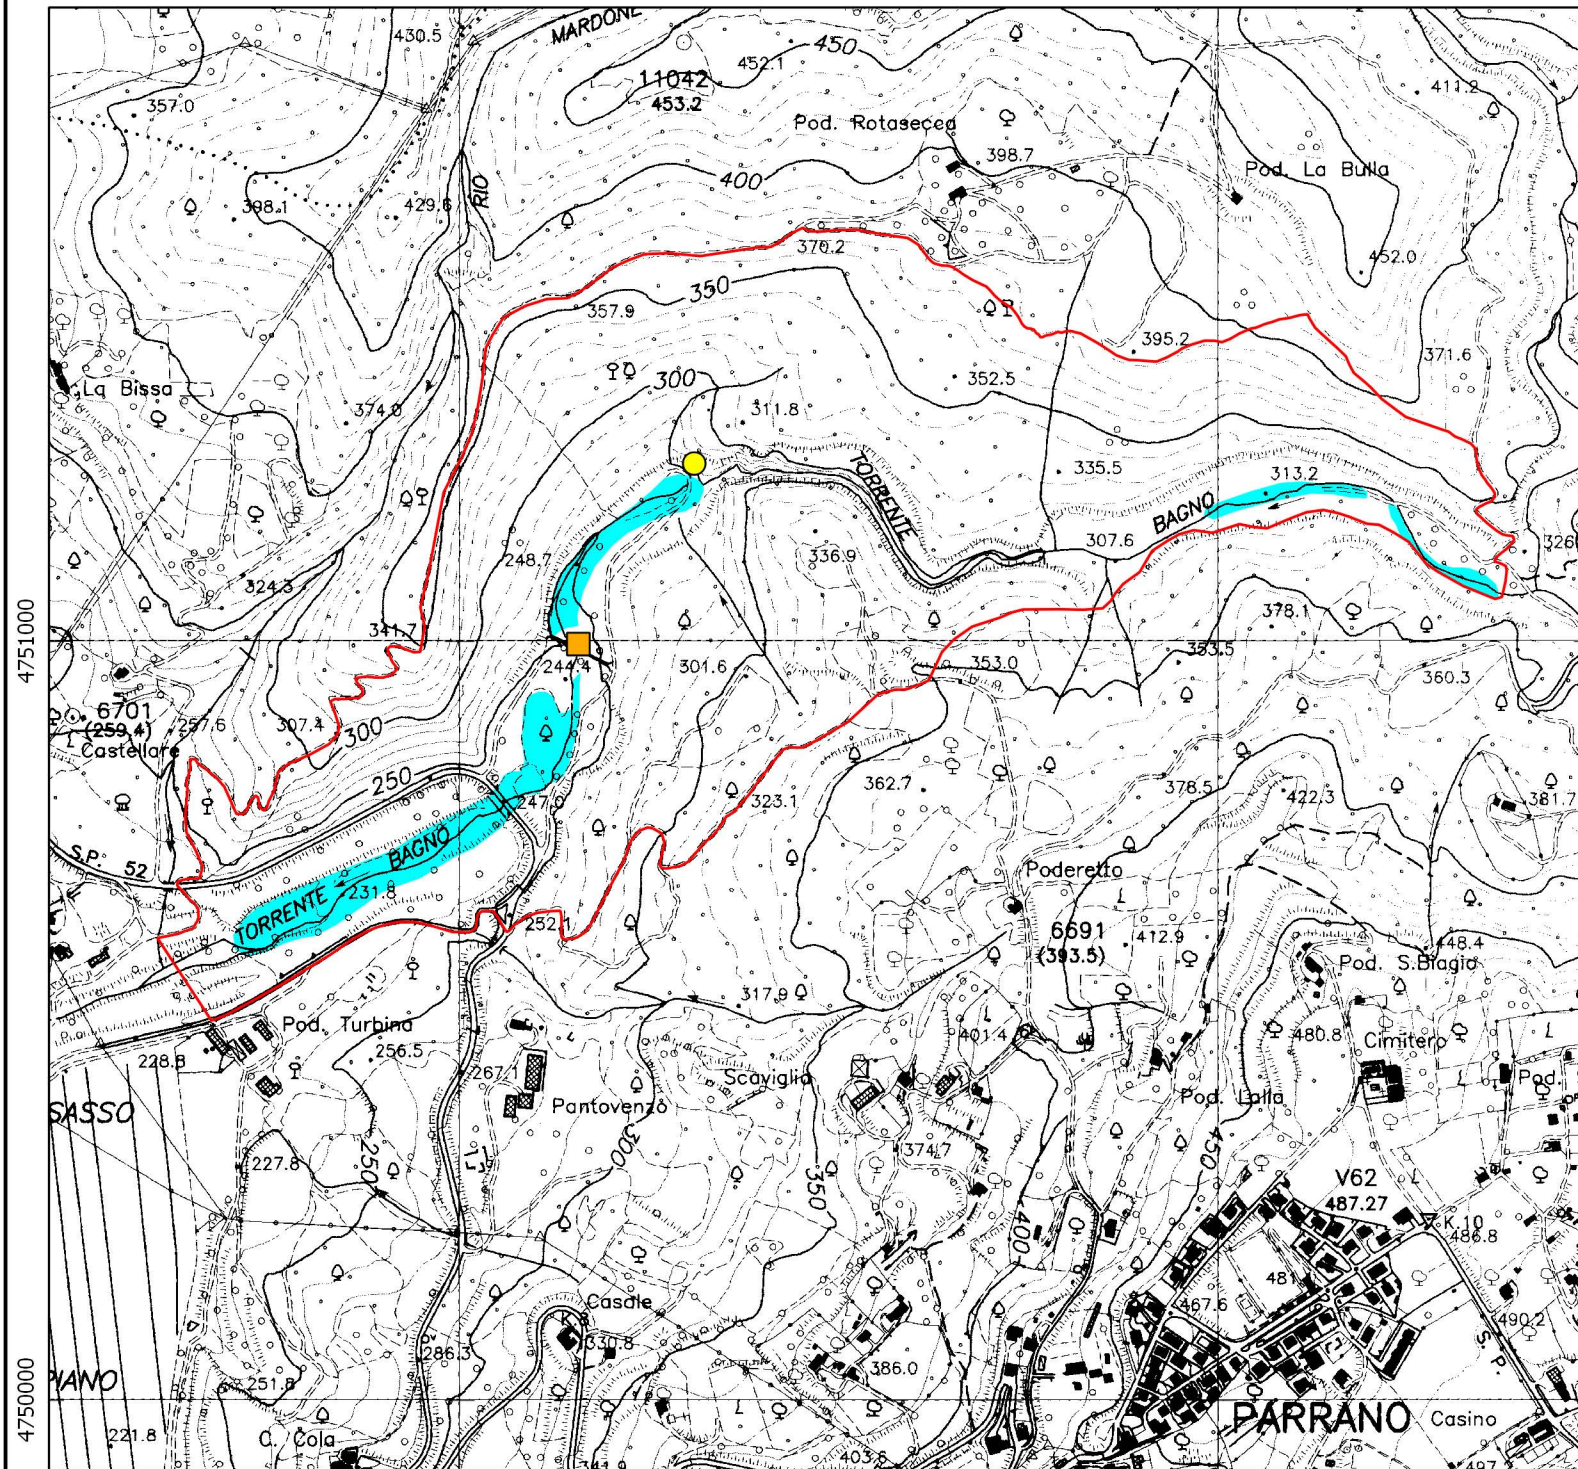 MARDONE
430.5
450
452.1
11042
453.2
411.2
357.0
Pod. Rotasecca
398.7
Pod. La Bulla
400
RIO
398.1
429.6
370.2
452.0
350
357.9
395.2
371.6
La Bissa
300
352.5
374.0
311.8
335.5
313.2
TORRENTE
BAGNO
307.6
336.9
248.7
324.3
378.1
4751000
341.7
244.4
301.6
353.0
353.5
360.3
6701
(259.4)
Castellare
257.6
307.4
300
250
247.0
323.1
362.7
378.5
422.3
381.7
S.P. 52
BAGNO
TORRENTE
231.8
Poderetto
252.1
6691
(393.5)
412.9
448.4
Pod. S.Biagio
317.9
Pod. Turbina
256.5
401.4
480.8
Cimitero
228.8
267.1
Scaviglia
Pod. Lalla
Pod.
SASSO
Pantovenzo
300
374.7
450
227.8
250
350
V62
487.27
400
K.10
486.8
481
Casale
467.6
330.8
490.2
286.3
S. P.
386.0
PIANO
251.8
4750000
PARRANO
Casino
221.8
C. Cola
403.6
341.9
497.2